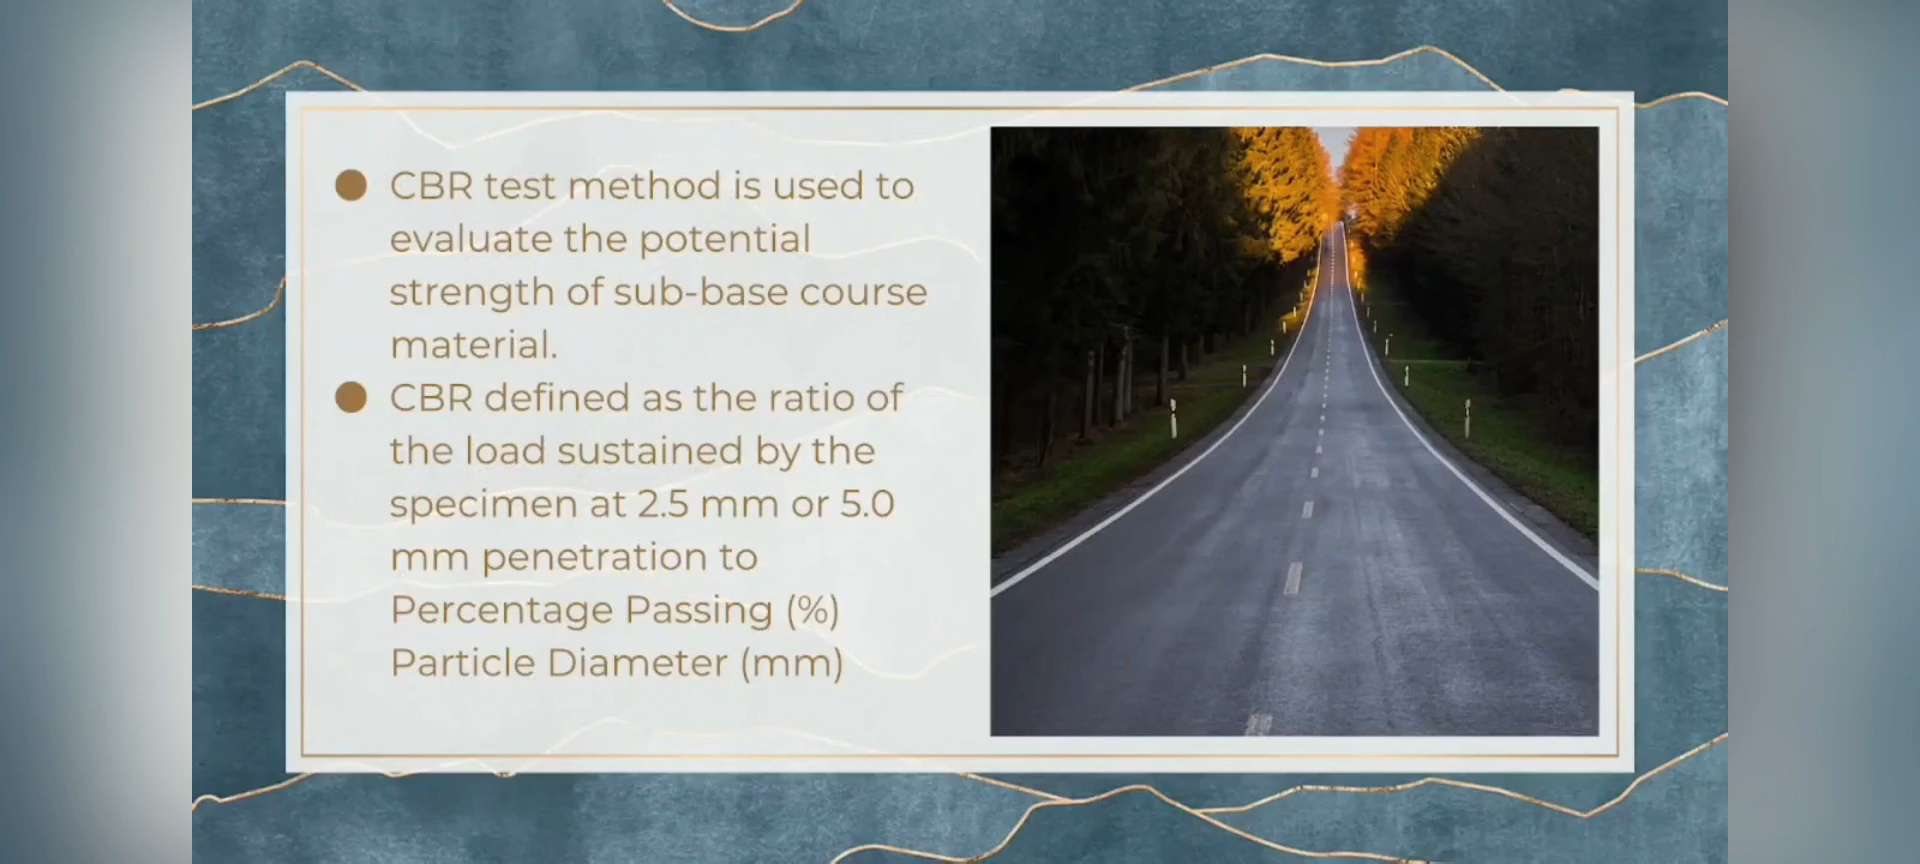 CBR test method is used to
evaluate the potential
strength of sub-base course
material.
CBR defined as the ratio of
the load sustained by the
specimen at 2.5 mm or 5.0
mm penetration to
Percentage Passing (%)
Particle Diameter (mm)